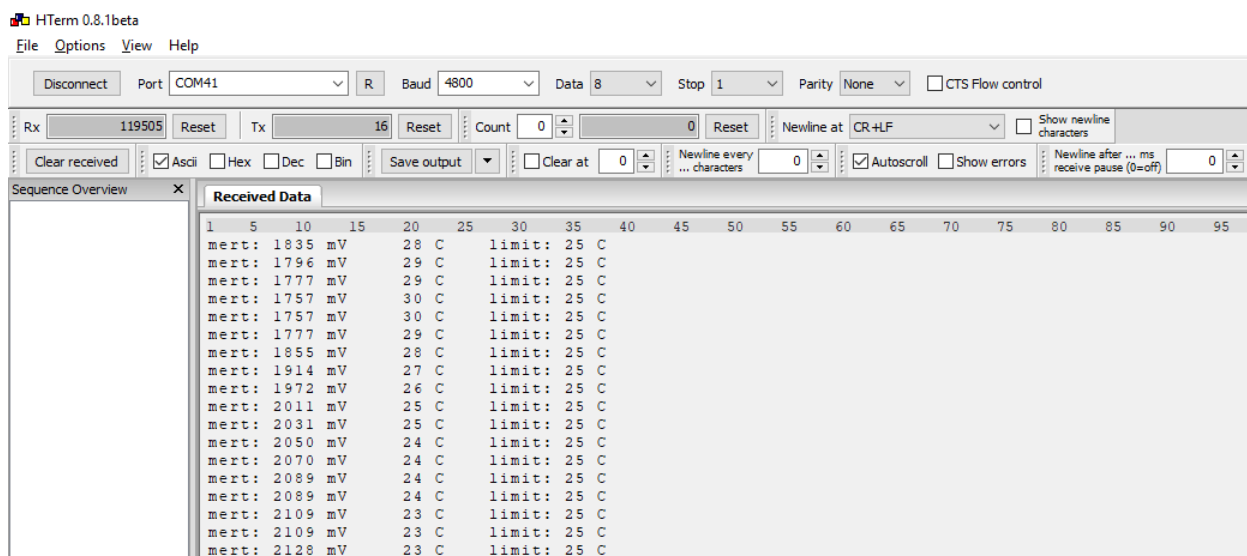 HTerm 0.8.1beta
File Options View Help
Disconnect Port COM41 R Baud 4800 Data 8 Stop 1 Parity None CTS Flow control
Rx 119505 Reset Tx 16 Reset Count 0 0 Reset Newline at CR+LF Show newline characters
Clear received Ascii Hex Dec Bin Save output Clear at 0 Newline every ... characters 0 Autoscroll Show errors Newline after ... ms receive pause (0=off) 0
Sequence Overview X Received Data
1 5 10 15 20 25 30 35 40 45 50 55 60 65 70 75 80 85 90 95
mert: 1835 mV 28 C limit: 25 C
mert: 1796 mV 29 C limit: 25 C
mert: 1777 mV 29 C limit: 25 C
mert: 1757 mV 30 C limit: 25 C
mert: 1757 mV 30 C limit: 25 C
mert: 1777 mV 29 C limit: 25 C
mert: 1855 mV 28 C limit: 25 C
mert: 1914 mV 27 C limit: 25 C
mert: 1972 mV 26 C limit: 25 C
mert: 2011 mV 25 C limit: 25 C
mert: 2031 mV 25 C limit: 25 C
mert: 2050 mV 24 C limit: 25 C
mert: 2070 mV 24 C limit: 25 C
mert: 2089 mV 24 C limit: 25 C
mert: 2089 mV 24 C limit: 25 C
mert: 2109 mV 23 C limit: 25 C
mert: 2109 mV 23 C limit: 25 C
mert: 2128 mV 23 C limit: 25 C